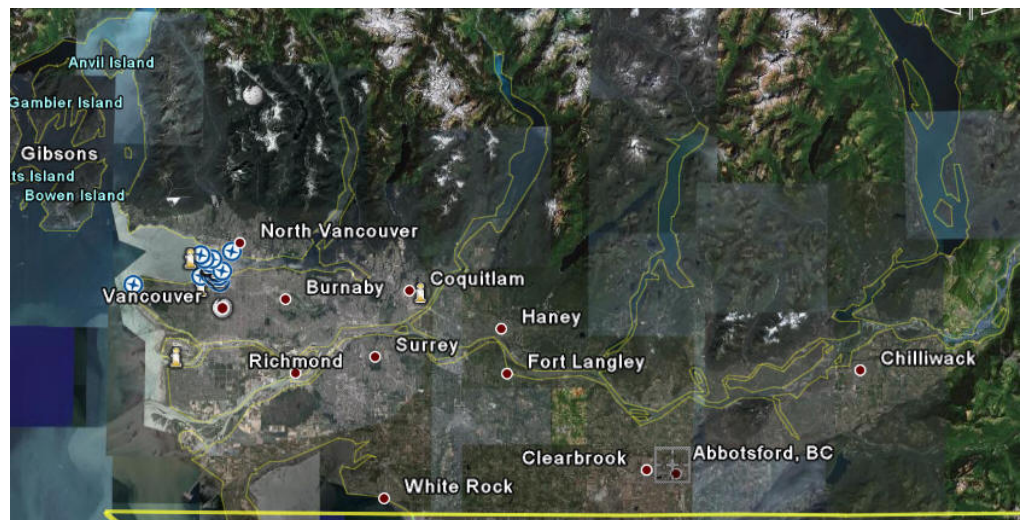 Anvil Island
Gambier Island
Gibsons
ts Island
Bowen Island
North Vancouver
Coquitlam
Vancouver
Burnaby
Haney
Surrey
Richmond
Fort Langley
Chilliwack
Abbotsford, BC
Clearbrook
White Rock